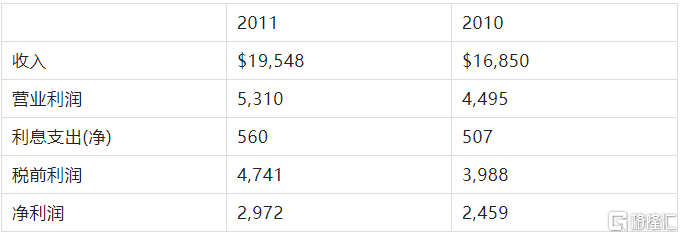 2011 2010
收入 $19,548 $16,850
营业利润 5,310 4,495
利息支出(净) 560 507
税前利润 4,741 3,988
净利润 2,972 2,459
格隆汇